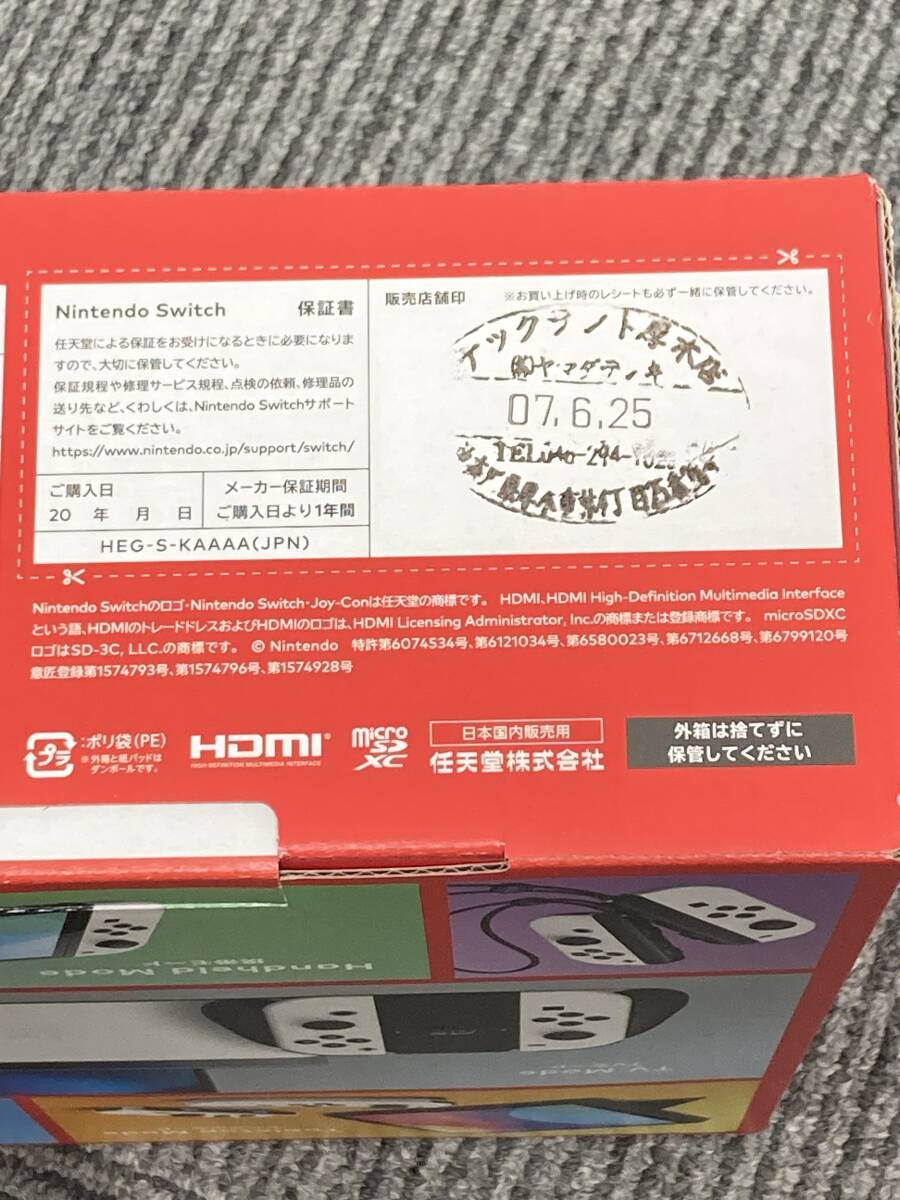 Nintendo Switch 保証書
任天堂による保証をお受けになるときに必要になりま
すので、大切に保管してください。
保証規程や修理サービス規程、点検の依頼、修理品の
送り先など、くわしくは、Nintendo Switchサポート
サイトをご覧ください。
https://www.nintendo.co.jp/support/switch/
ご購入日
20 年 月 日
メーカー保証期間
ご購入日より1年間
HEG-S-KAAAA(JPN)
販売店舗印 ※お買い上げ時のレシートも必ず一緒に保管してください。
厚木店
07.6.25
Nintendo Switchのロゴ・Nintendo Switch・Joy-Conは任天堂の商標です。 HDMI、HDMI High-Definition Multimedia Interface
という語、HDMIのトレードドレスおよびHDMIのロゴは、HDMI Licensing Administrator, Inc.の商標または登録商標です。 microSDXC
ロゴはSD-3C, LLC.の商標です。 © Nintendo 特許第6074534号、第6121034号、第6580023号、第6712668号、第6799120号
意匠登録第1574793号、第1574796号、第1574928号
プラ
:ポリ袋(PE)
※外箱と紙パッドは
ダンボールです。
HDMI
HIGH-DEFINITION MULTIMEDIA INTERFACE
micro SD XC
日本国内販売用
任天堂株式会社
外箱は捨てずに
保管してください
Handheld Mode
携帯モード
TV Mode
TVモード